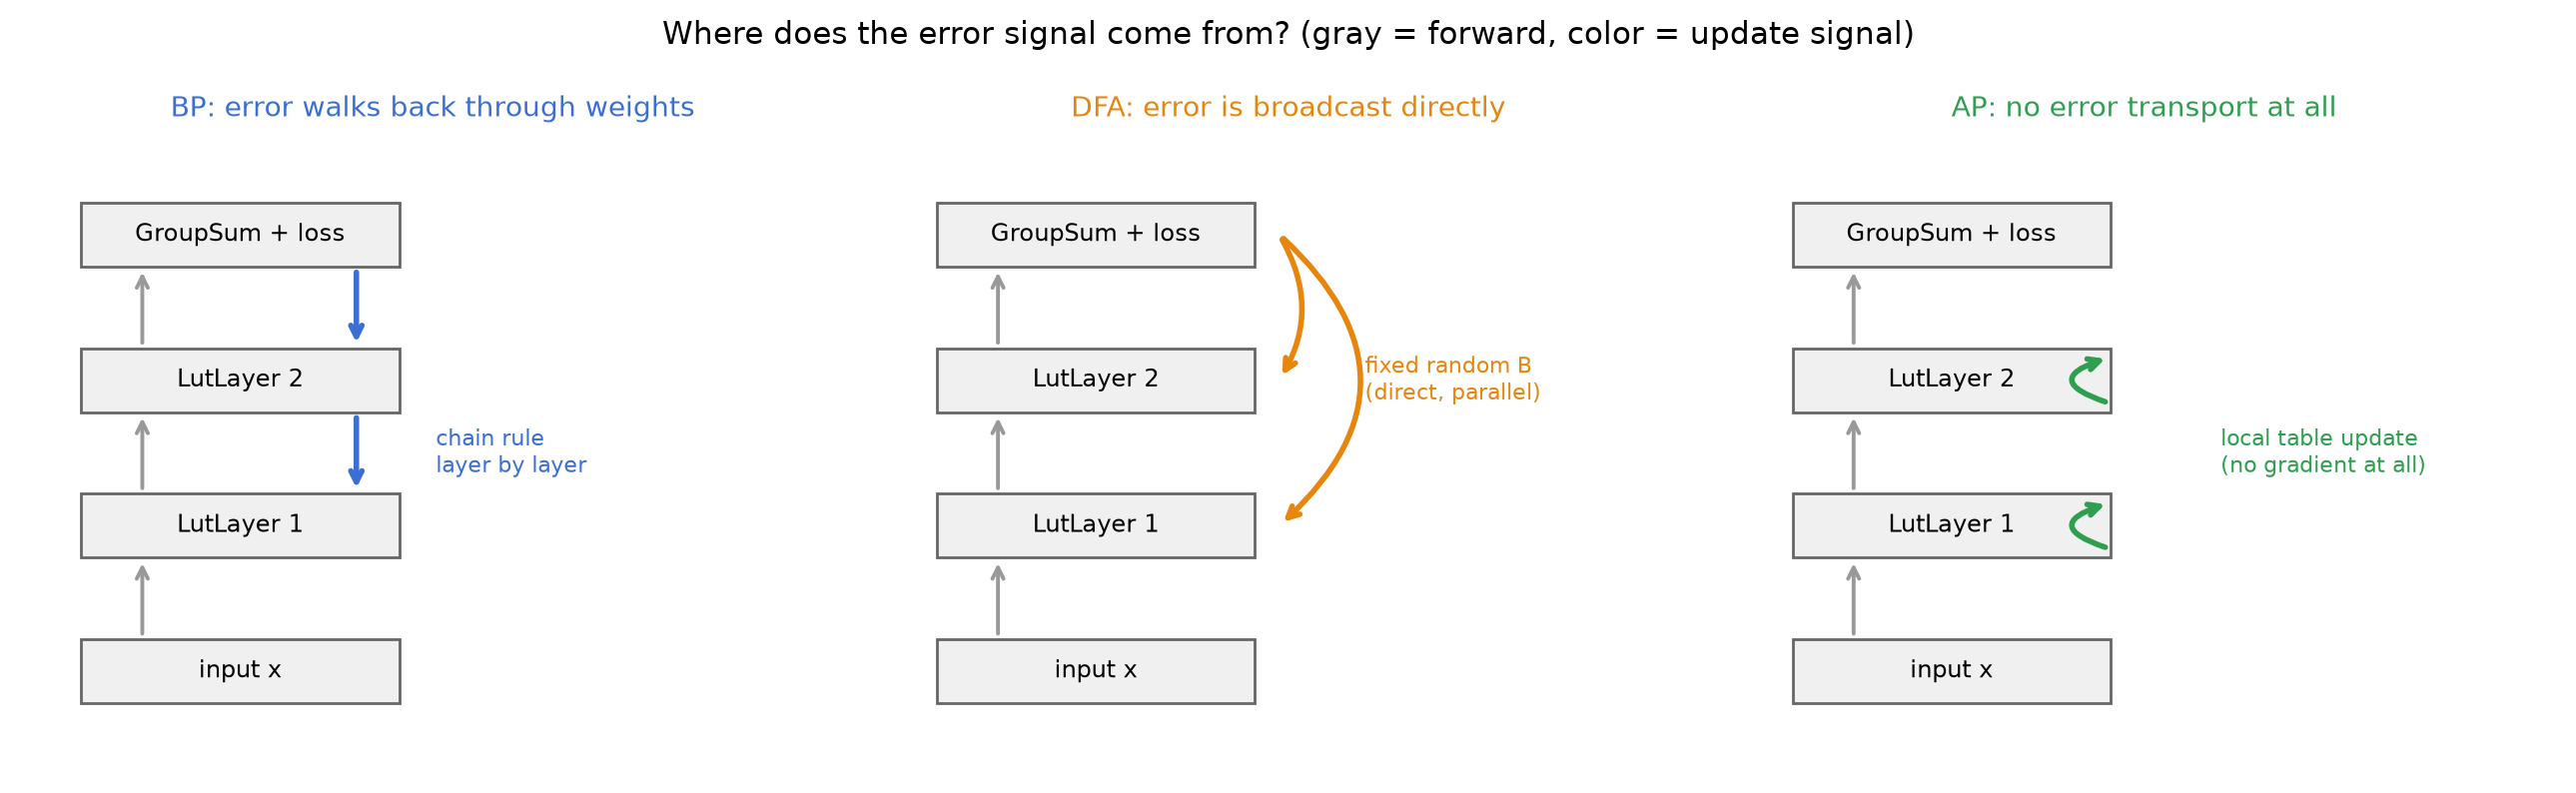 Where does the error signal come from? (gray = forward, color = update signal)
BP: error walks back through weights
GroupSum + loss
LutLayer 2
chain rule
layer by layer
LutLayer 1
input x
DFA: error is broadcast directly
GroupSum + loss
LutLayer 2
fixed random B
(direct, parallel)
LutLayer 1
input x
AP: no error transport at all
GroupSum + loss
LutLayer 2
local table update
(no gradient at all)
LutLayer 1
input x